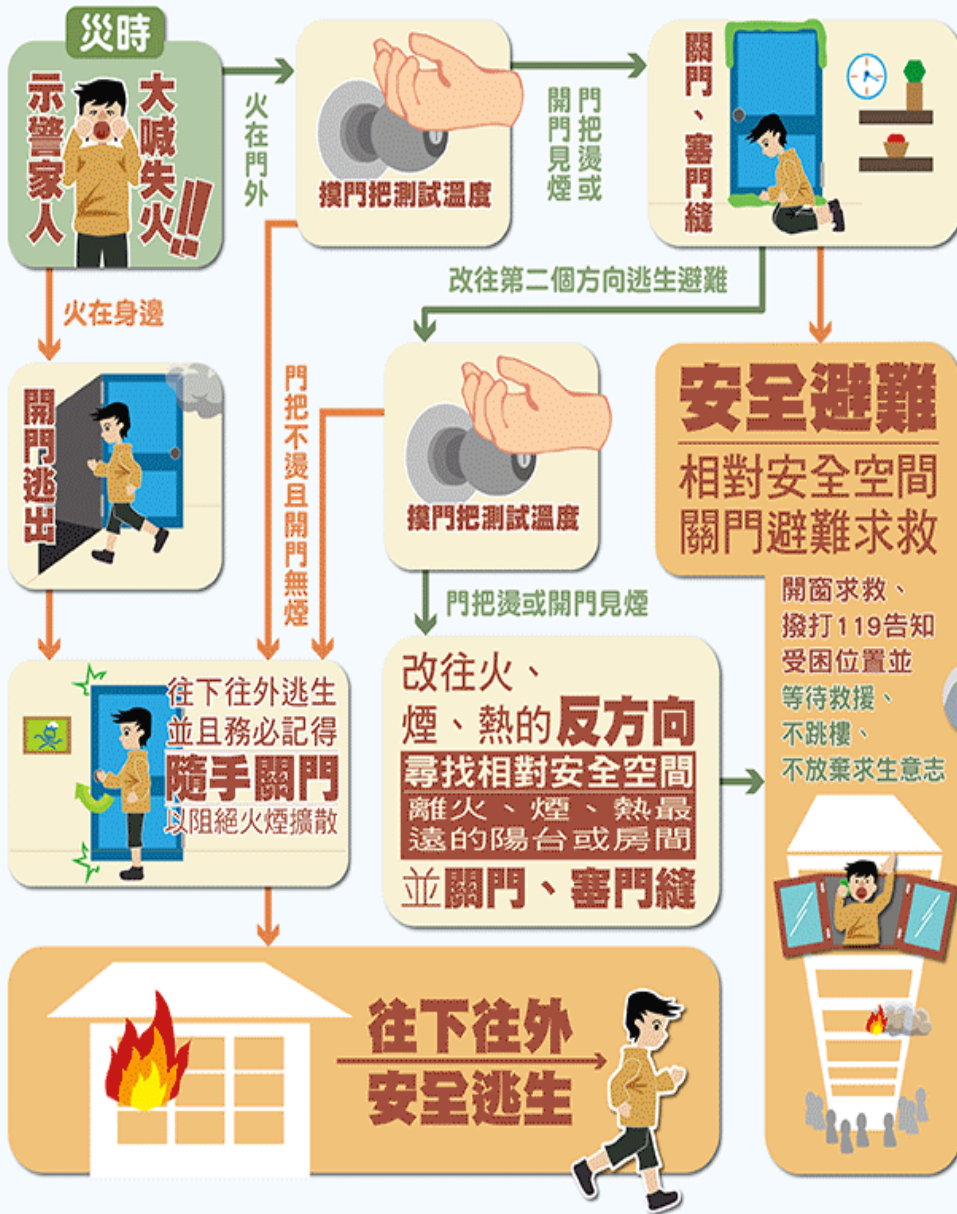 災時
大喊失火!!
示警家人
火在門外
摸門把測試溫度
門把燙或
開門見煙
關門、塞門縫
火在身邊
改往第二個方向逃生避難
開門逃出
門把不燙且開門無煙
摸門把測試溫度
安全避難
相對安全空間
關門避難求救
門把燙或開門見煙
開窗求救、
撥打119告知
受困位置並
等待救援、
不跳樓、
不放棄求生意志
往下往外逃生
並且務必記得
隨手關門
以阻絕火煙擴散
改往火、
煙、熱的反方向
尋找相對安全空間
離火、煙、熱最
遠的陽台或房間
並關門、塞門縫
往下往外
安全逃生